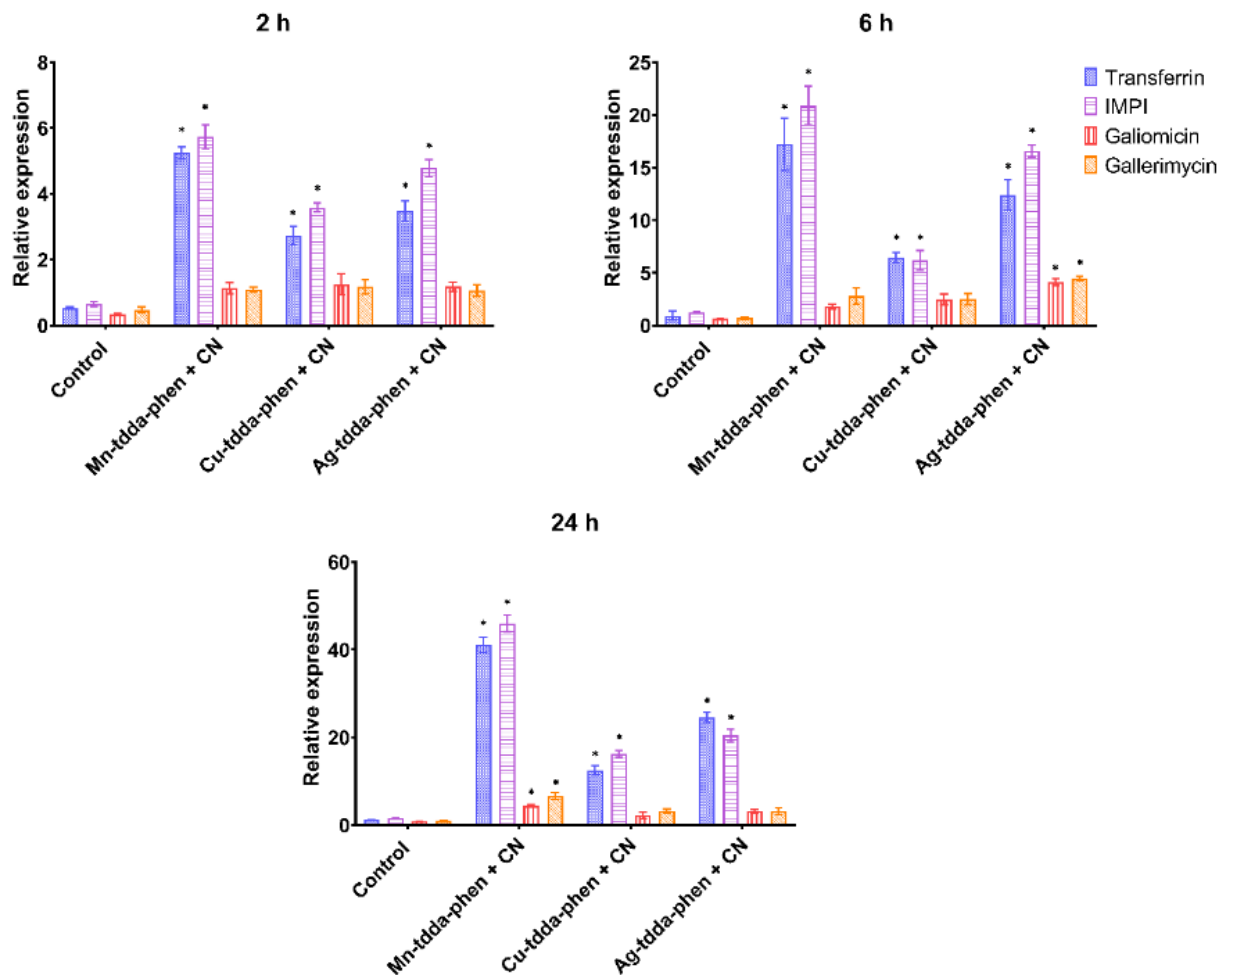 2 h
Relative expression
8
6
4
2
0
* * * * * *
Control
Mn-tdda-phen + CN
Cu-tdda-phen + CN
Ag-tdda-phen + CN
6 h
Relative expression
25
20
15
10
5
0
* * * * * * * *
Control
Mn-tdda-phen + CN
Cu-tdda-phen + CN
Ag-tdda-phen + CN
Transferrin
IMPI
Galiomicin
Gallerimycin
24 h
Relative expression
60
40
20
0
* * * * * * * *
Control
Mn-tdda-phen + CN
Cu-tdda-phen + CN
Ag-tdda-phen + CN